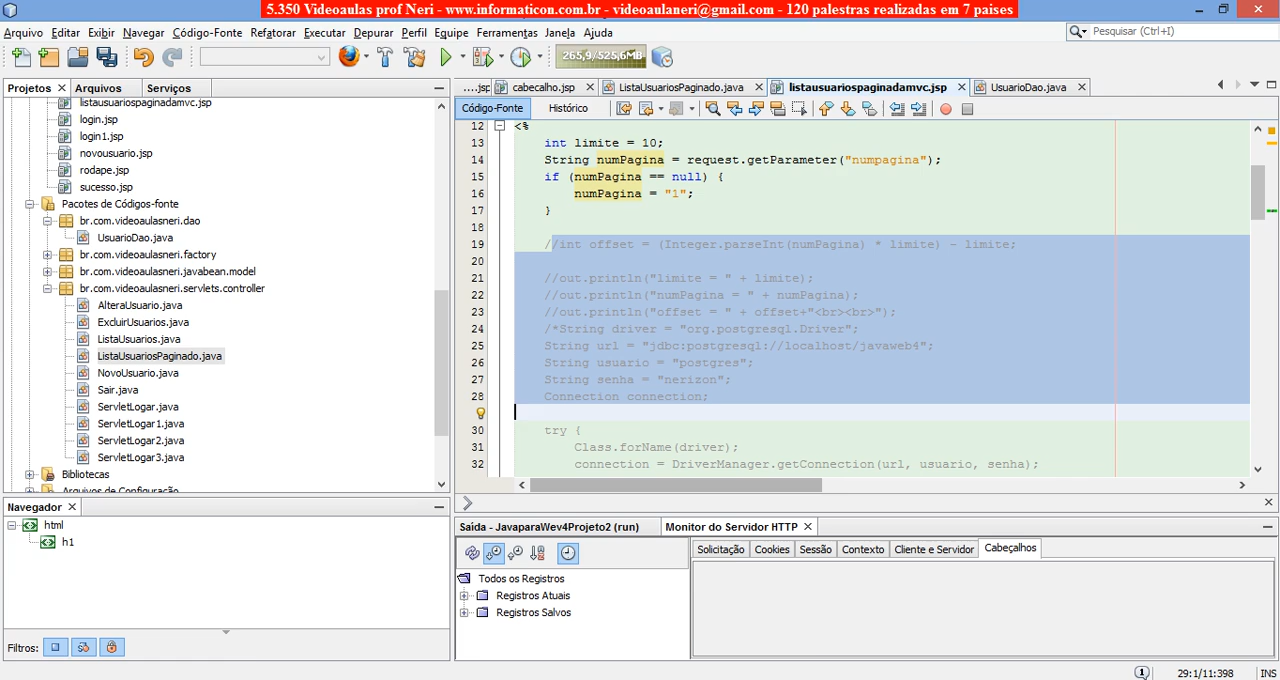 5.350 Videoaulas prof Neri - www.informaticon.com.br - videoaulaneri@gmail.com - 120 palestras realizadas em 7 paises
Arquivo Editar Exibir Navegar Código-Fonte Refatorar Executar Depurar Perfil Equipe Ferramentas Janela Ajuda
Pesquisar (Ctrl+I)
265,9/525,6MB
Projetos Arquivos Serviços
....jsp cabecalho.jsp ListaUsuariosPaginado.java listausuariospaginadamvc.jsp UsuarioDao.java
Código-Fonte Histórico
listausuariospaginadamvc.jsp
login.jsp
login1.jsp
novousuario.jsp
rodape.jsp
sucesso.jsp
Pacotes de Códigos-fonte
br.com.videoaulasneri.dao
UsuarioDao.java
br.com.videoaulasneri.factory
br.com.videoaulasneri.javabean.model
br.com.videoaulasneri.servlets.controller
AlteraUsuario.java
ExcluirUsuarios.java
ListaUsuarios.java
ListaUsuariosPaginado.java
NovoUsuario.java
Sair.java
ServletLogar.java
ServletLogar1.java
ServletLogar2.java
ServletLogar3.java
Bibliotecas
Arquivos de Configuração
12 <%
13 int limite = 10;
14 String numPagina = request.getParameter("numpagina");
15 if (numPagina == null) {
16 numPagina = "1";
17 }
18
19 //int offset = (Integer.parseInt(numPagina) * limite) - limite;
20
21 //out.println("limite = " + limite);
22 //out.println("numPagina = " + numPagina);
23 //out.println("offset = " + offset+"<br><br>");
24 /*String driver = "org.postgresql.Driver";
25 String url = "jdbc:postgresql://localhost/javaweb4";
26 String usuario = "postgres";
27 String senha = "nerizon";
28 Connection connection;
30 try {
31 Class.forName(driver);
32 connection = DriverManager.getConnection(url, usuario, senha);
Navegador
html
h1
Filtros:
Saída - JavaparaWev4Projeto2 (run) Monitor do Servidor HTTP
Solicitação Cookies Sessão Contexto Cliente e Servidor Cabeçalhos
Todos os Registros
Registros Atuais
Registros Salvos
1 29:1/11:398 INS